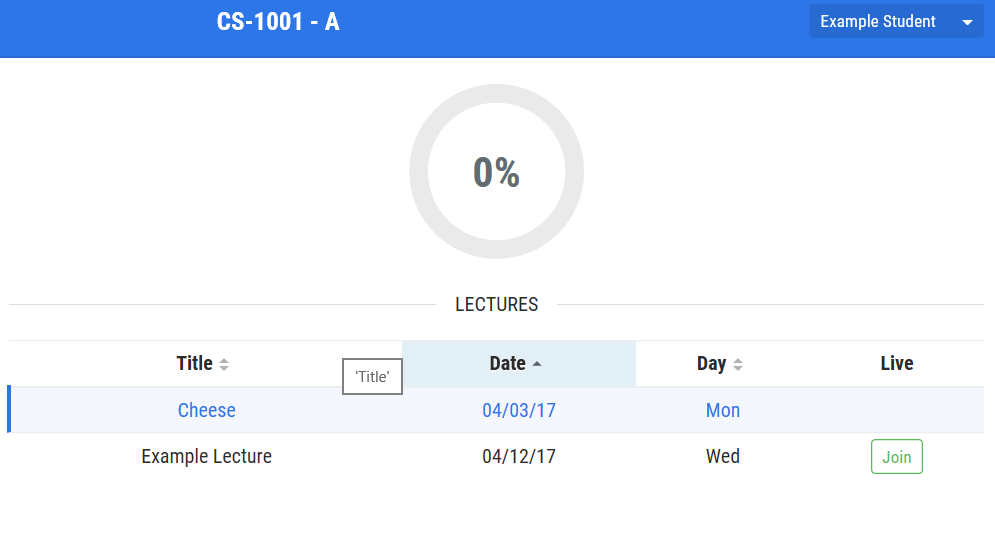 CS-1001 - A
Example Student
0%
LECTURES
Title Date Day Live
'Title'
Cheese 04/03/17 Mon
Example Lecture 04/12/17 Wed Join